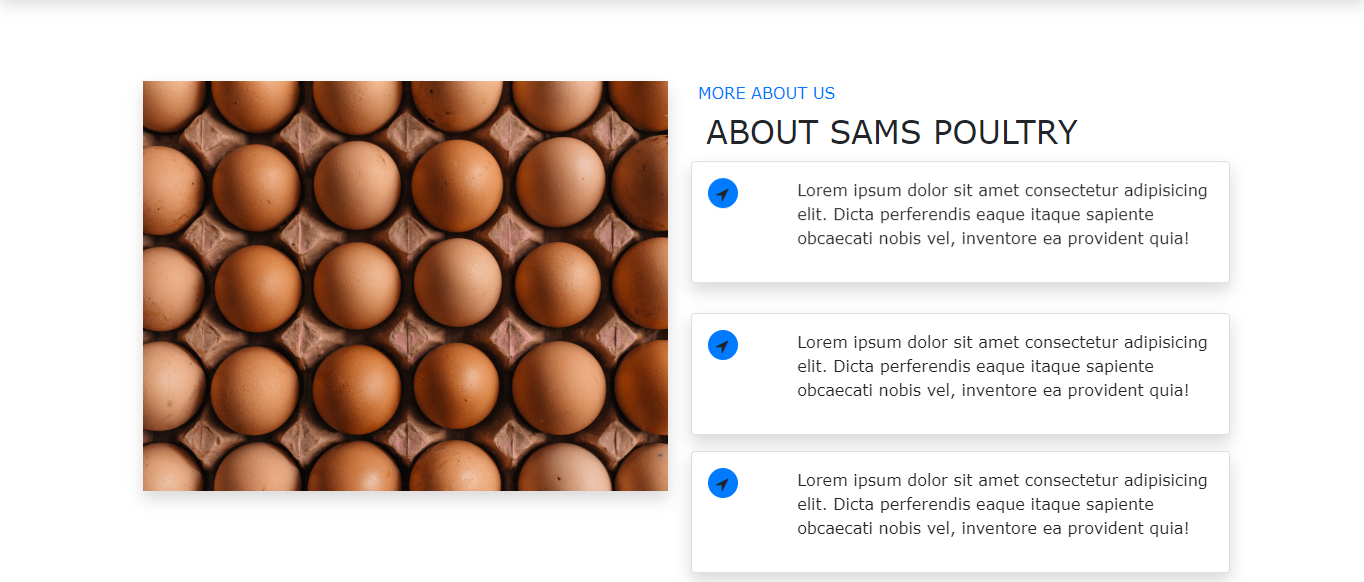 MORE ABOUT US
ABOUT SAMS POULTRY
Lorem ipsum dolor sit amet consectetur adipisicing
elit. Dicta perferendis eaque itaque sapiente
obcaecati nobis vel, inventore ea provident quia!
Lorem ipsum dolor sit amet consectetur adipisicing
elit. Dicta perferendis eaque itaque sapiente
obcaecati nobis vel, inventore ea provident quia!
Lorem ipsum dolor sit amet consectetur adipisicing
elit. Dicta perferendis eaque itaque sapiente
obcaecati nobis vel, inventore ea provident quia!